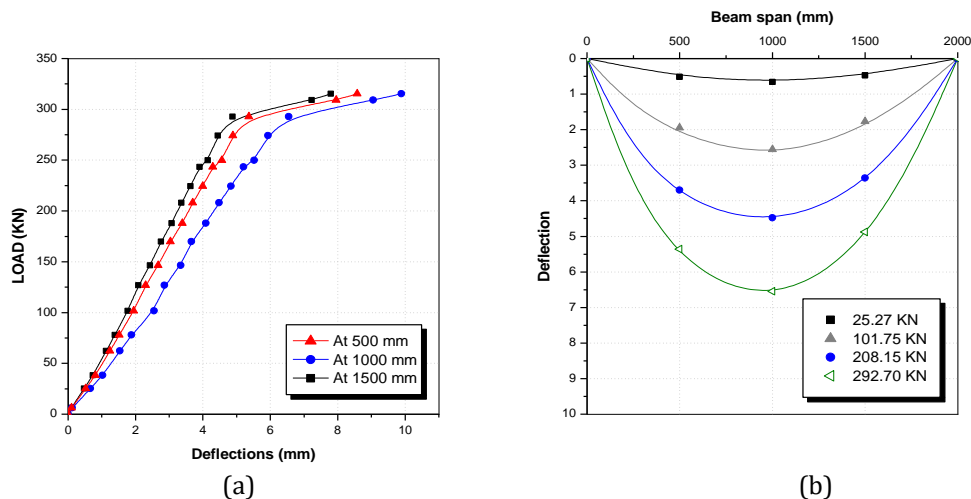 350
300
250
200
150
100
50
0
LOAD (KN)
0 2 4 6 8 10
Deflections (mm)
At 500 mm
At 1000 mm
At 1500 mm
(a)
Beam span (mm)
0 500 1000 1500 2000
0
1
2
3
4
5
6
7
8
9
10
Deflection
25.27 KN
101.75 KN
208.15 KN
292.70 KN
(b)